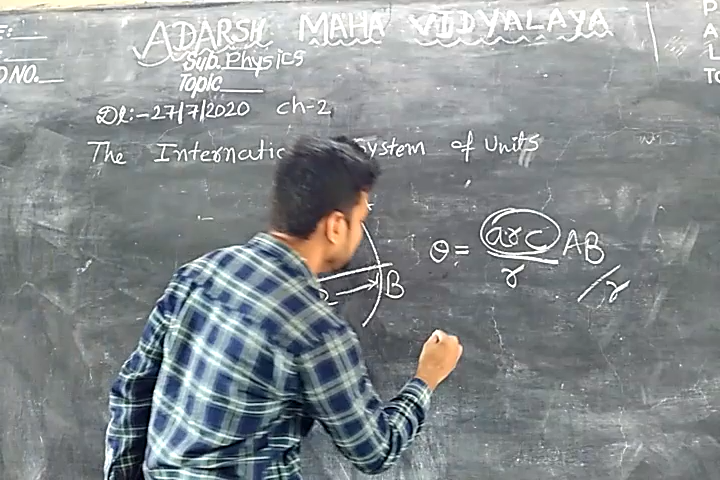 ADARSH MAHA VIDYALAYA
Sub. Physics
Topic
D NO.
Dt:-27/7/2020 ch-2
The Internatio ystem of Units
θ = arc AB
r /r
B